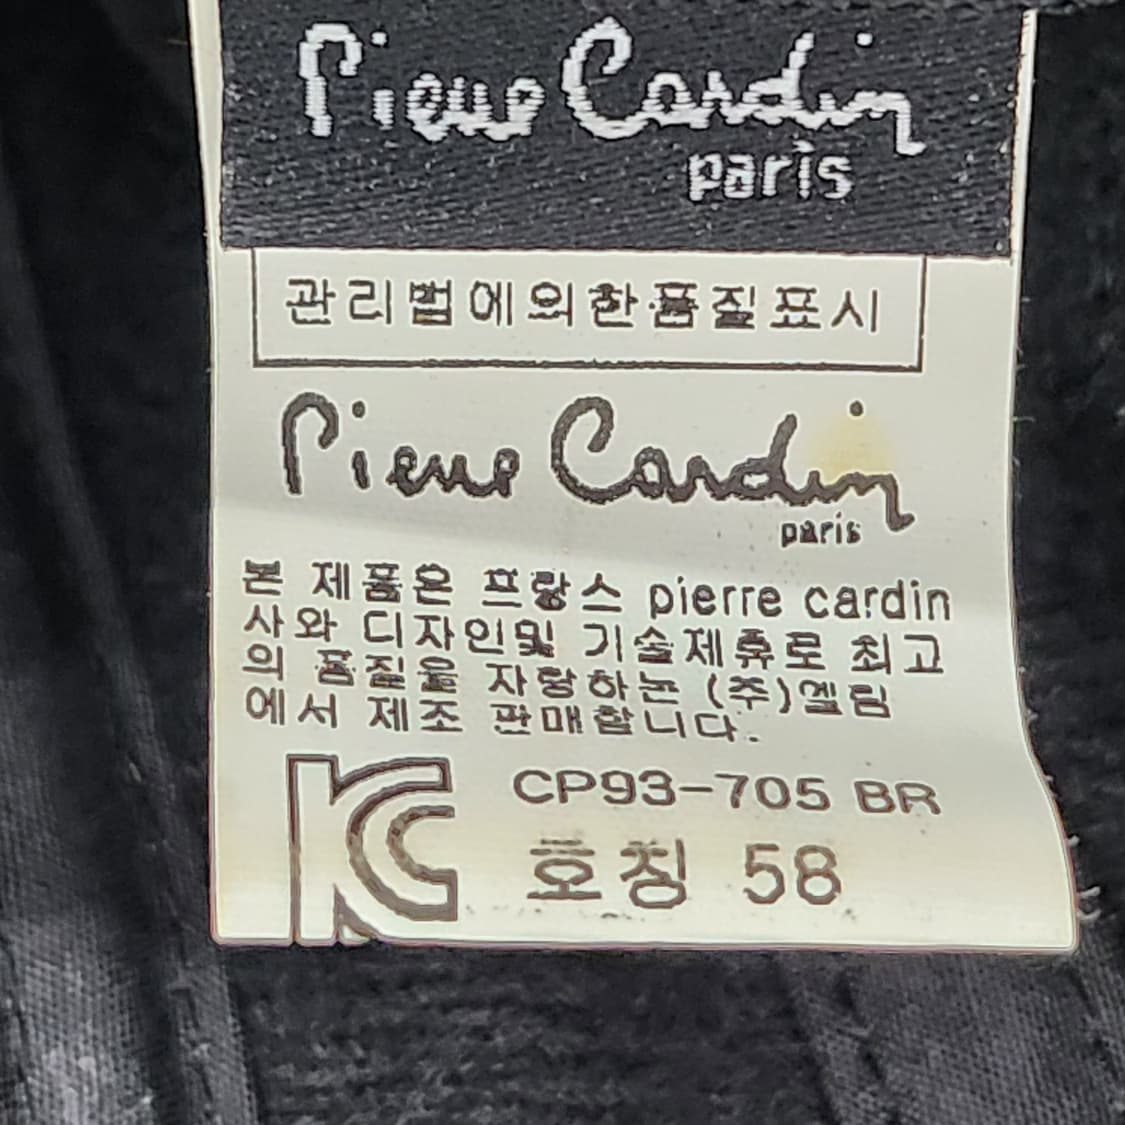 Pierre Cardin
paris
관리법에의한품질표시
Pierre Cardin
paris
본 제품은 프랑스 pierre cardin
사와 디자인및 기술제휴로 최고
의 품질을 자랑하는 (주)엘림
에서 제조 판매합니다.
KC CP93-705 BR
호칭 58